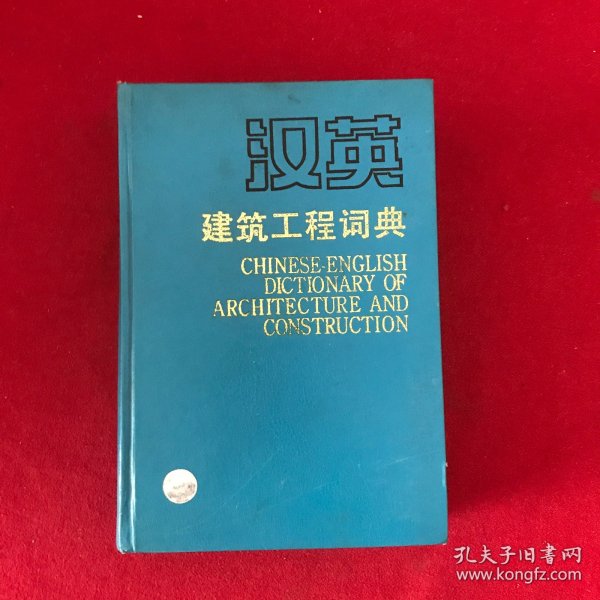 汉英
建筑工程词典
CHINESE-ENGLISH
DICTIONARY OF
ARCHITECTURE AND
CONSTRUCTION
孔夫子旧书网
www.kongfz.com